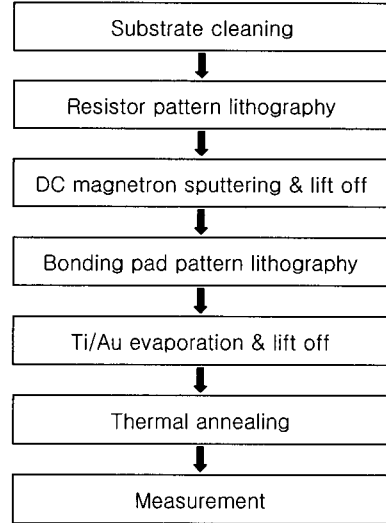 Substrate cleaning
Resistor pattern lithography
DC magnetron sputtering & lift off
Bonding pad pattern lithography
Ti/Au evaporation & lift off
Thermal annealing
Measurement